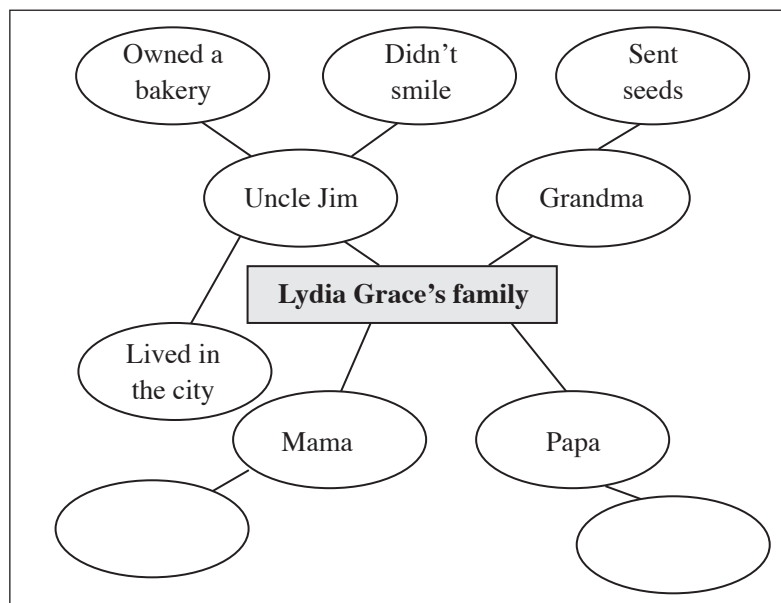 Owned a
bakery
Didn’t
smile
Sent
seeds
Uncle Jim
Grandma
Lydia Grace’s family
Lived in
the city
Mama
Papa